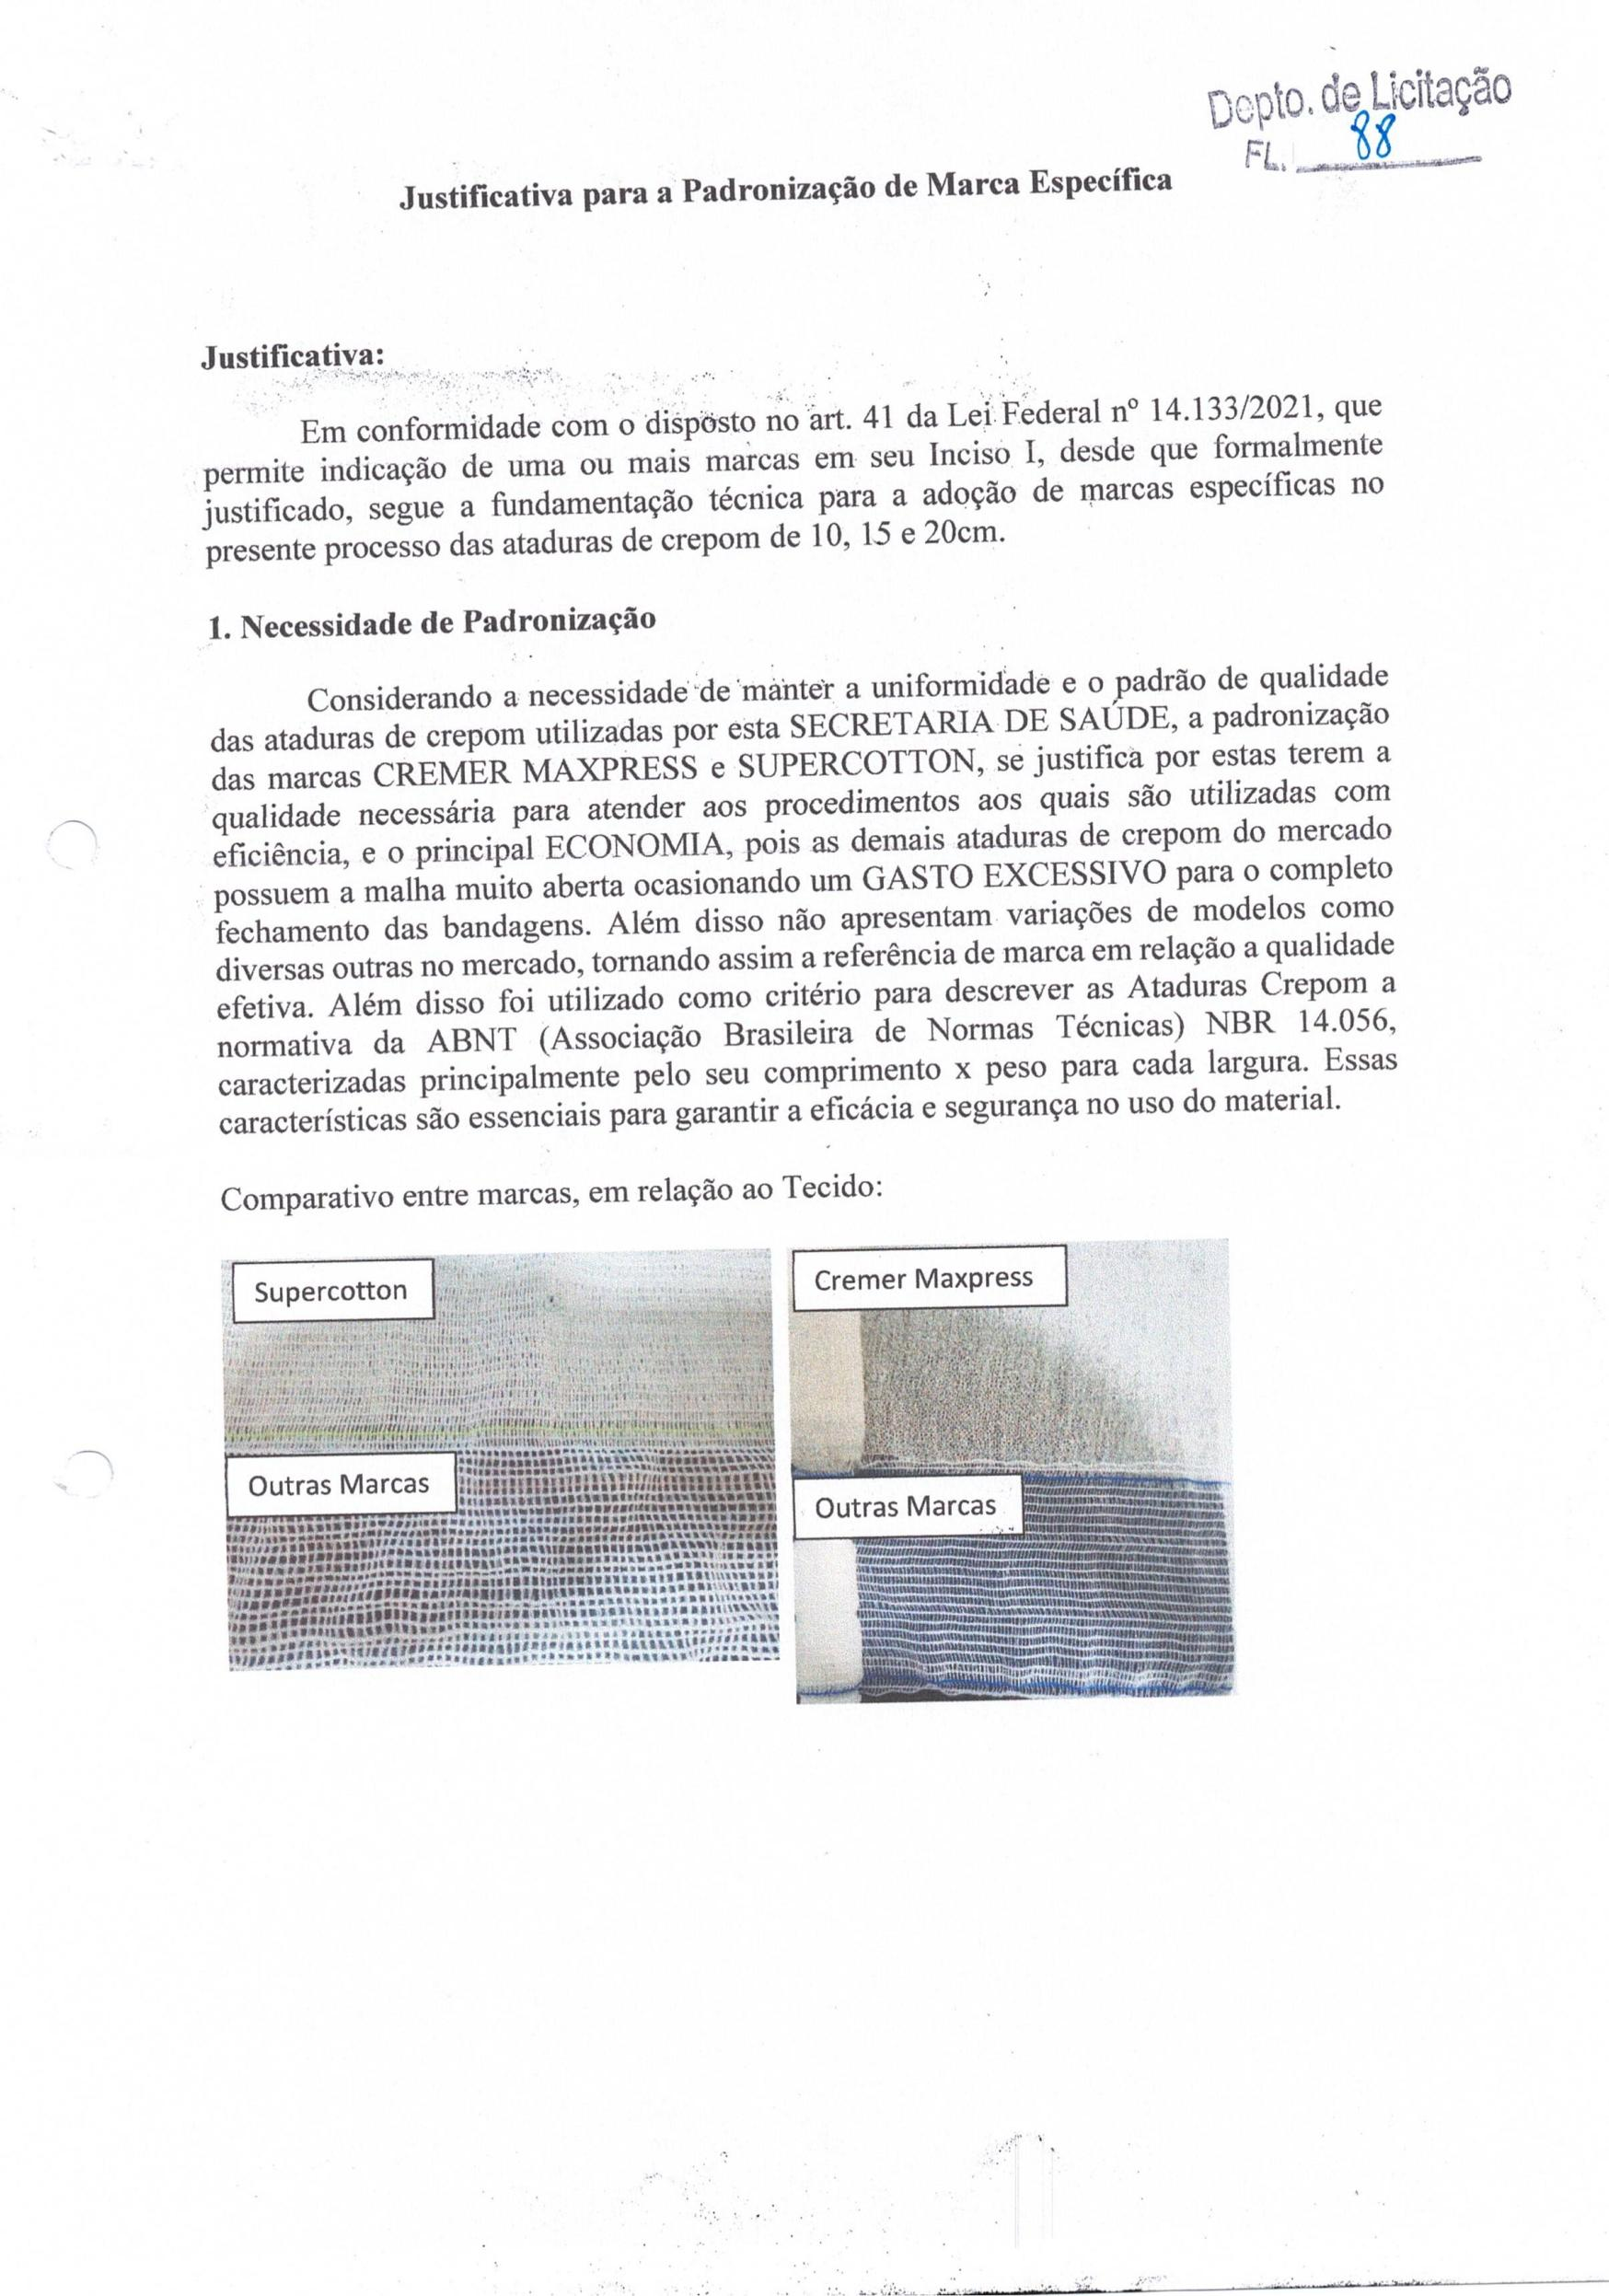 Depto. de Licitação
FL. 88
Justificativa para a Padronização de Marca Específica
Justificativa:
Em conformidade com o disposto no art. 41 da Lei Federal nº 14.133/2021, que
permite indicação de uma ou mais marcas em seu Inciso I, desde que formalmente
justificado, segue a fundamentação técnica para a adoção de marcas específicas no
presente processo das ataduras de crepom de 10, 15 e 20cm.
1. Necessidade de Padronização
Considerando a necessidade de manter a uniformidade e o padrão de qualidade
das ataduras de crepom utilizadas por esta SECRETARIA DE SAÚDE, a padronização
das marcas CREMER MAXPRESS e SUPERCOTTON, se justifica por estas terem a
qualidade necessária para atender aos procedimentos aos quais são utilizadas com
eficiência, e o principal ECONOMIA, pois as demais ataduras de crepom do mercado
possuem a malha muito aberta ocasionando um GASTO EXCESSIVO para o completo
fechamento das bandagens. Além disso não apresentam variações de modelos como
diversas outras no mercado, tornando assim a referência de marca em relação a qualidade
efetiva. Além disso foi utilizado como critério para descrever as Ataduras Crepom a
normativa da ABNT (Associação Brasileira de Normas Técnicas) NBR 14.056,
caracterizadas principalmente pelo seu comprimento x peso para cada largura. Essas
características são essenciais para garantir a eficácia e segurança no uso do material.
Comparativo entre marcas, em relação ao Tecido:
Supercotton
Outras Marcas
Cremer Maxpress
Outras Marcas